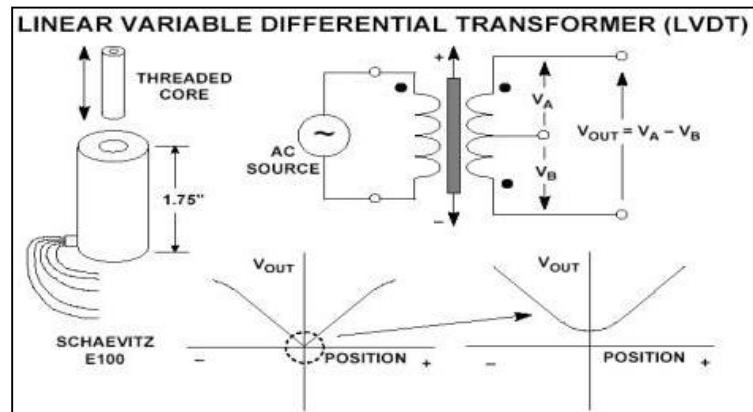 LINEAR VARIABLE DIFFERENTIAL TRANSFORMER (LVDT)
THREADED
CORE
1.75"
SCHAEVITZ
E100
AC
SOURCE
~
+
–
VA
VB
VOUT = VA – VB
VOUT
–
POSITION
+
VOUT
–
POSITION
+